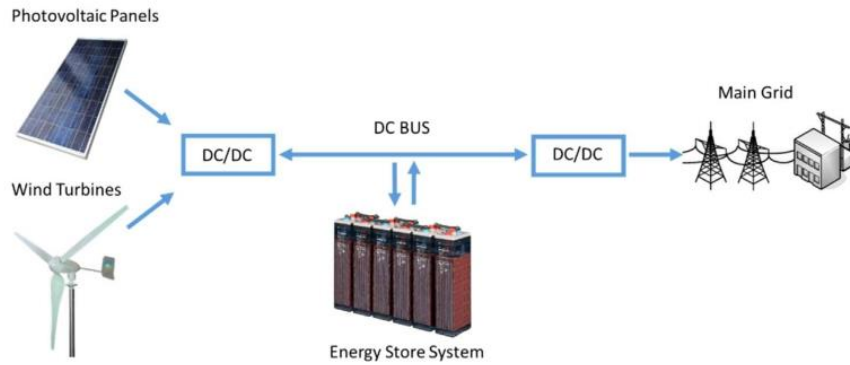 Photovoltaic Panels
Main Grid
DC BUS
DC/DC
DC/DC
Wind Turbines
Energy Store System